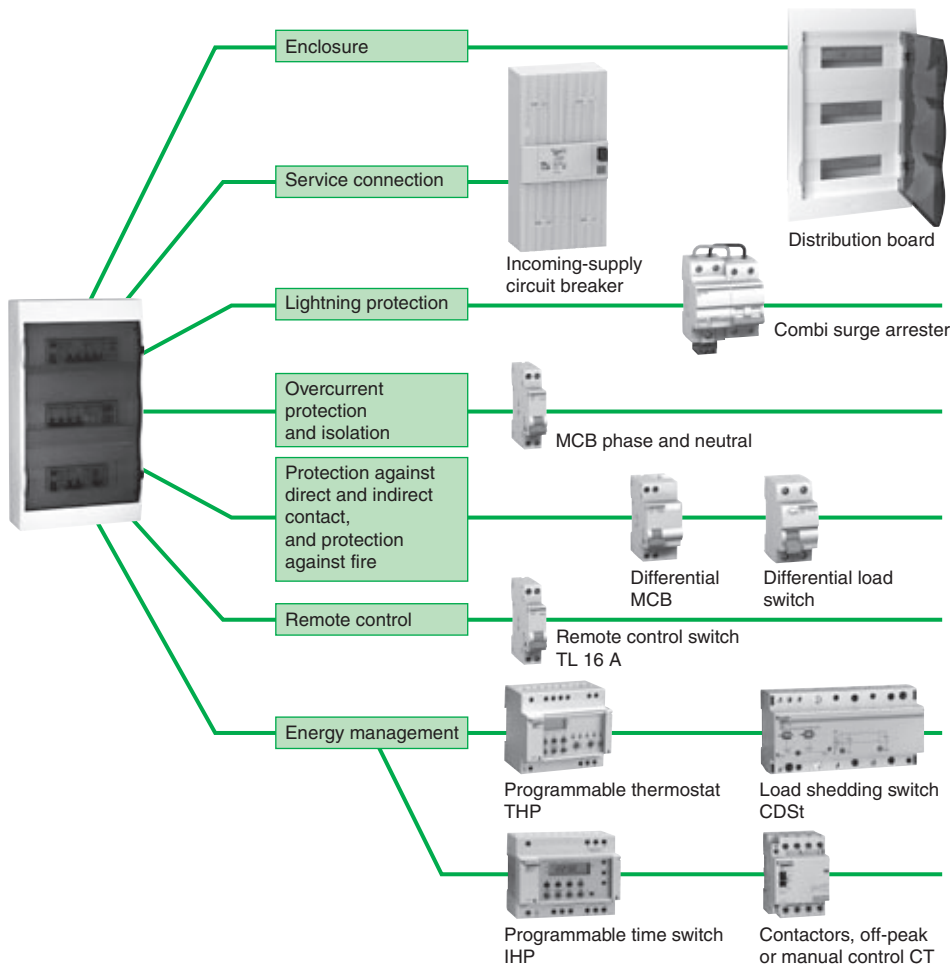 Enclosure
Service connection
Distribution board
Incoming-supply
circuit breaker
Lightning protection
Combi surge arrester
Overcurrent
protection
and isolation
MCB phase and neutral
Protection against
direct and indirect
contact,
and protection
against fire
Differential
MCB
Differential load
switch
Remote control
Remote control switch
TL 16 A
Energy management
Programmable thermostat
THP
Load shedding switch
CDSt
Programmable time switch
IHP
Contactors, off-peak
or manual control CT